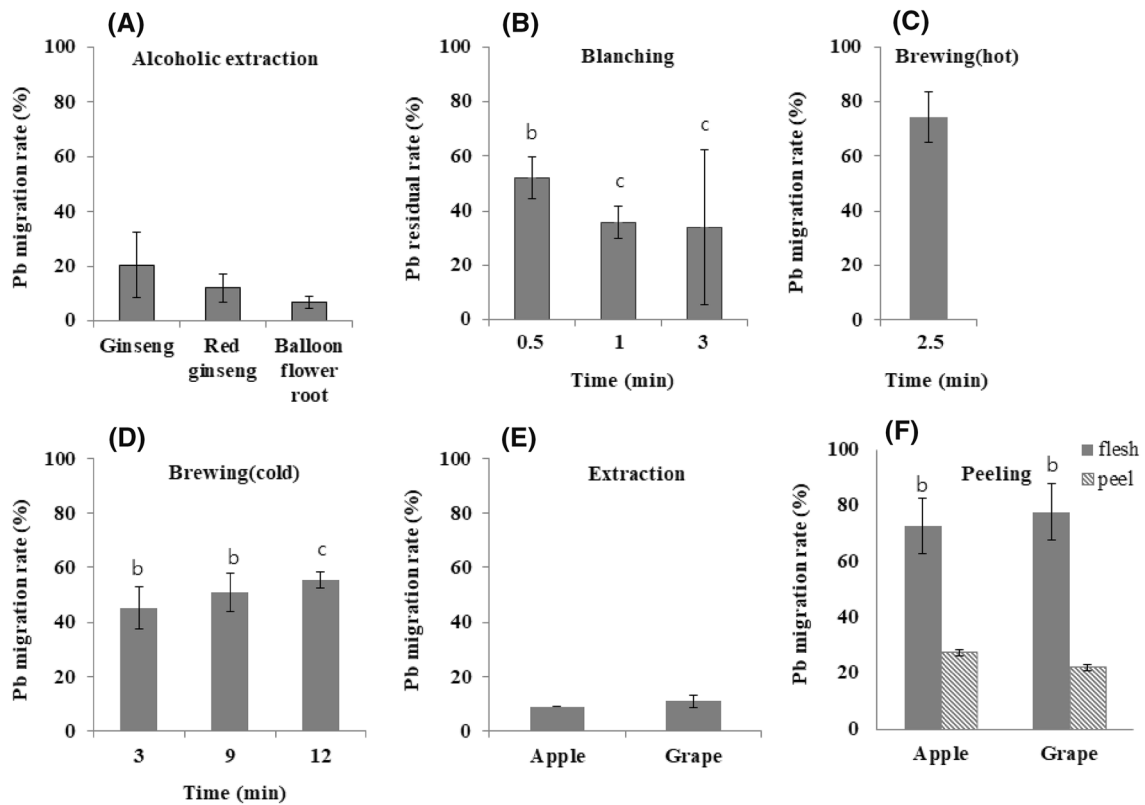 (A)
Alcoholic extraction
Pb migration rate (%)
100
80
60
40
20
0
Ginseng
Red
ginseng
Balloon
flower
root
(B)
Blanching
Pb residual rate (%)
100
80
60
40
20
0
b
c
c
0.5 1 3
Time (min)
(C)
Brewing(hot)
Pb migration rate (%)
100
80
60
40
20
0
2.5
Time (min)
(D)
Brewing(cold)
Pb migration rate (%)
100
80
60
40
20
0
b
b
c
3 9 12
Time (min)
(E)
Extraction
Pb migration rate (%)
100
80
60
40
20
0
Apple Grape
(F)
Peeling
flesh
peel
Pb migration rate (%)
100
80
60
40
20
0
b
b
Apple Grape